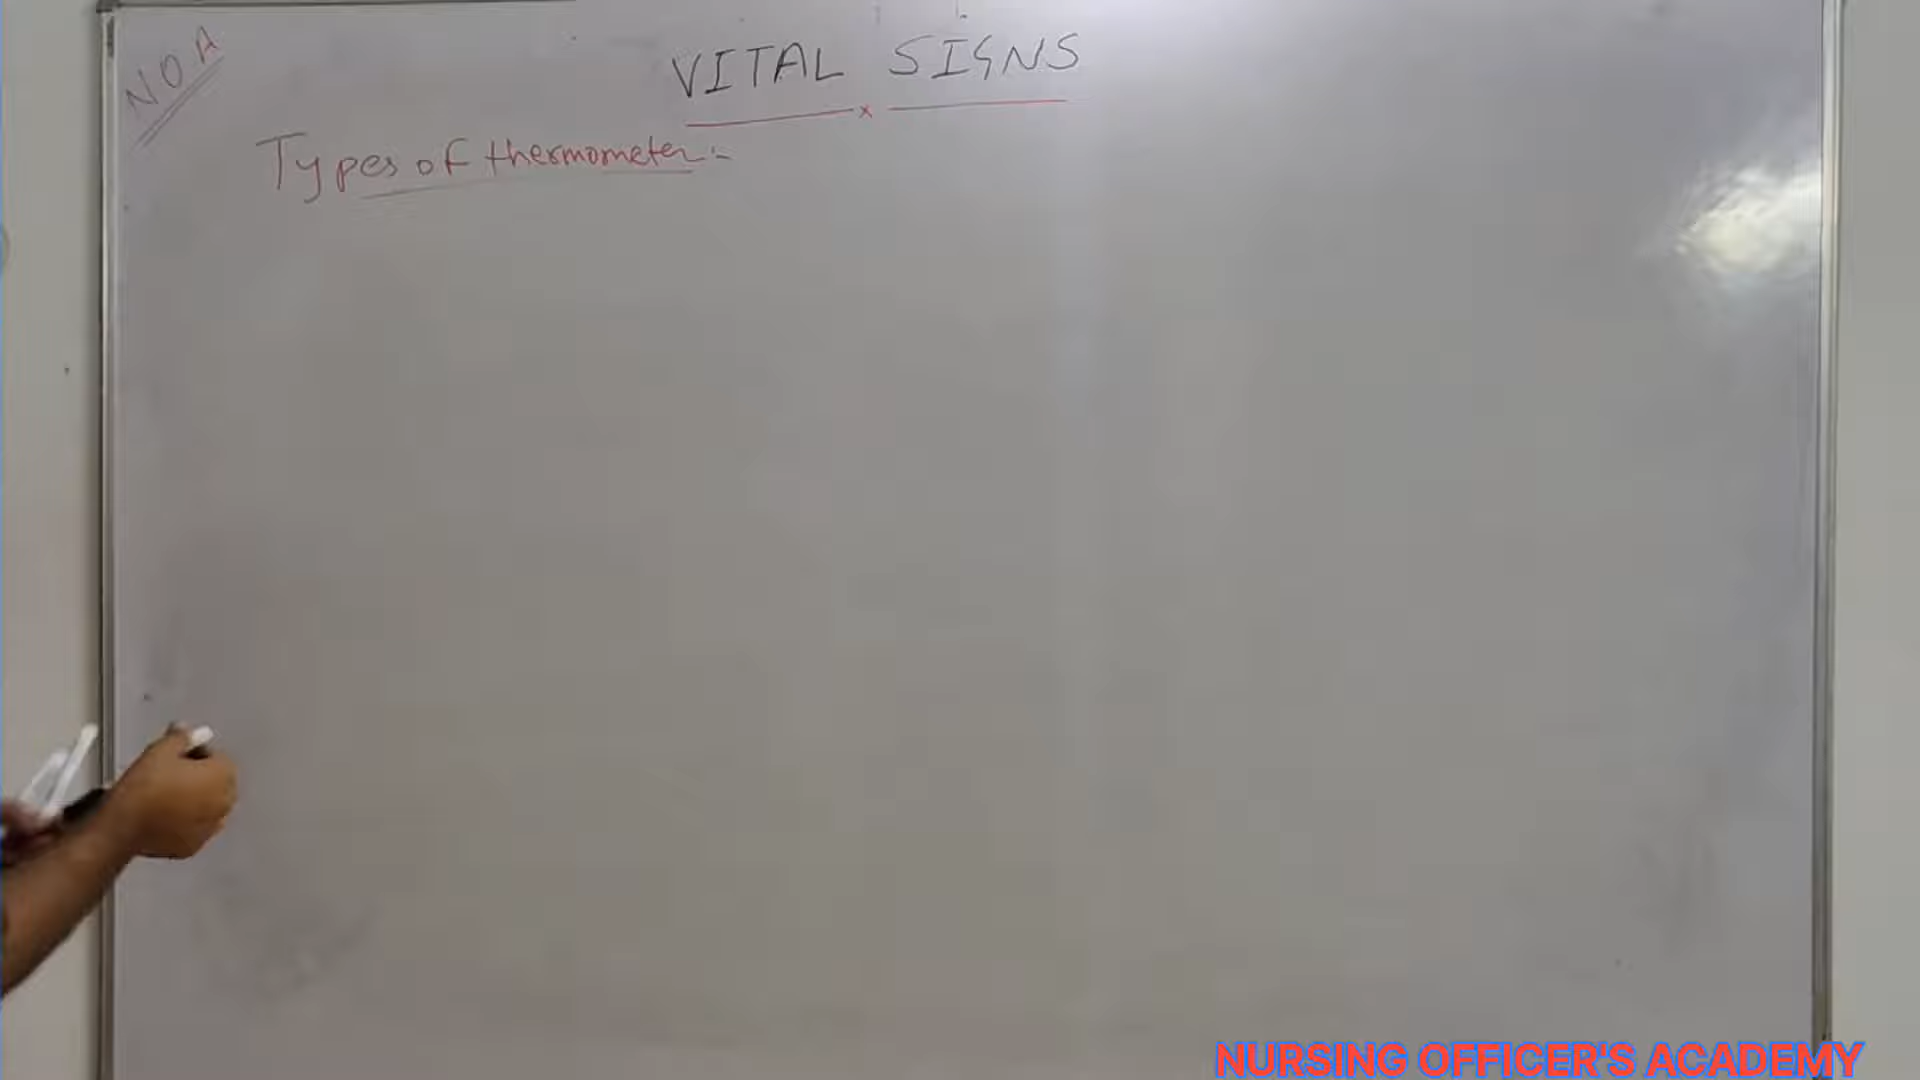 NOA
VITAL SIGNS
x
Types of thermometer :-
NURSING OFFICER'S ACADEMY